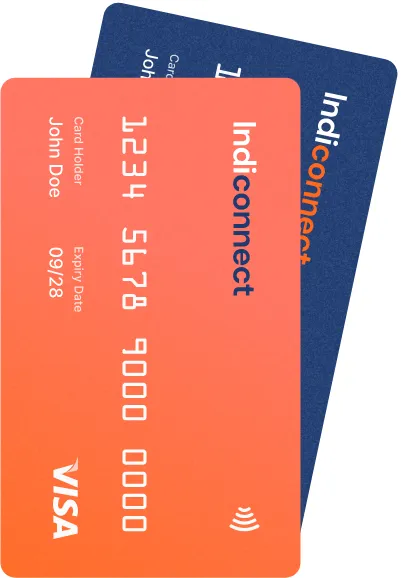 Indiconnect
1234 5678 9000 0000
Card Holder
John Doe
Expiry Date
09/28
VISA
Indiconnect